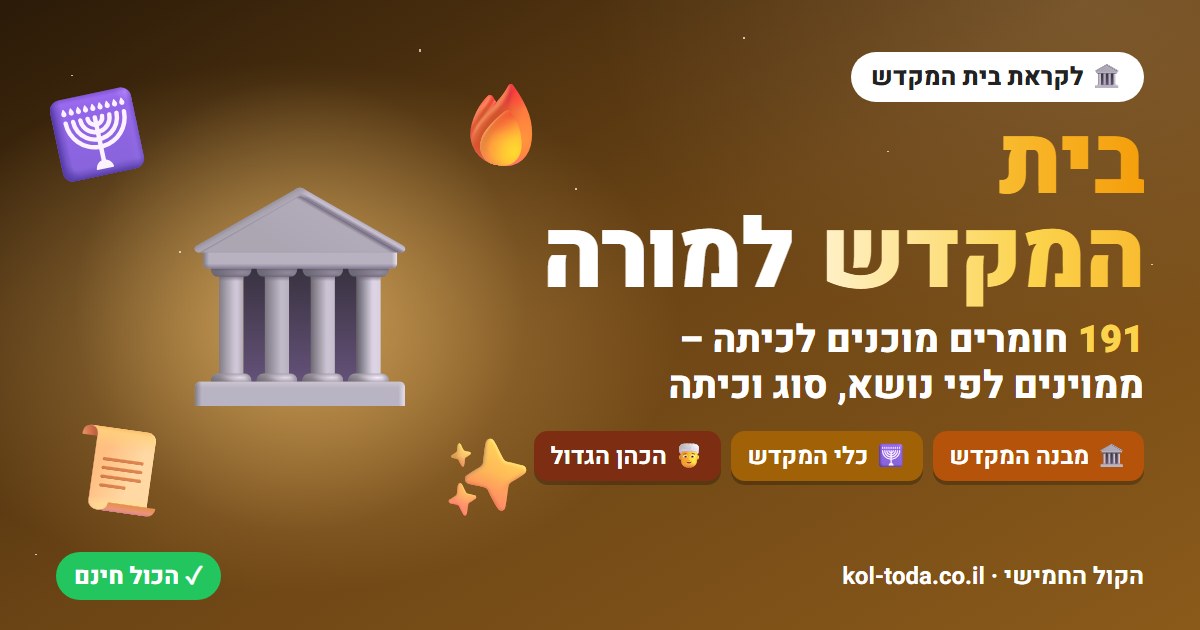 לקראת בית המקדש
בית
המקדש למורה
191 חומרים מוכנים לכיתה –
ממוינים לפי נושא, סוג וכיתה
מבנה המקדש
כלי המקדש
הכהן הגדול
הקול החמישי · kol-toda.co.il
✓ הכול חינם